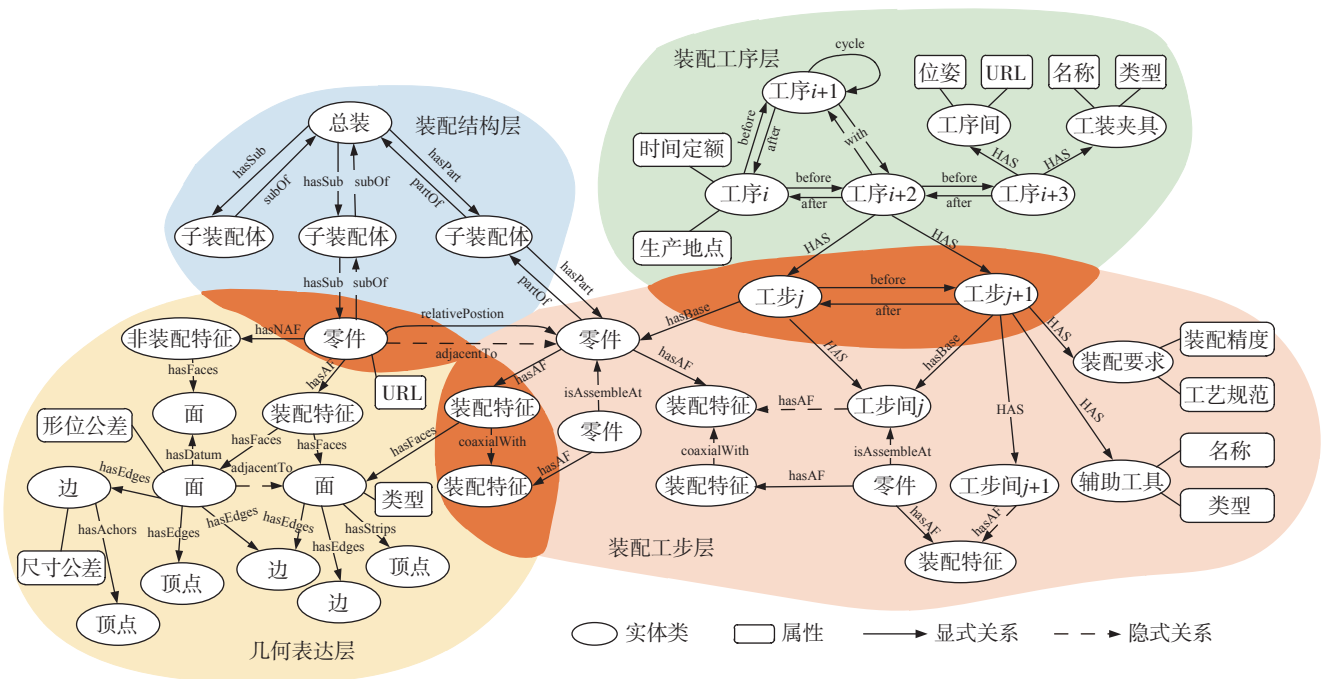 装配工序层
cycle
工序i+1
位姿
URL
名称
类型
工序间
工装夹具
before
after
with
HAS
HAS
时间定额
工序i
before
after
工序i+2
before
after
工序i+3
生产地点
HAS
HAS
装配结构层
总装
hasSub
subOf
hasSub
subOf
hasPart
partOf
子装配体
子装配体
子装配体
hasSub
subOf
hasPart
partOf
工步j
before
after
工步j+1
hasBase
HAS
hasBase
HAS
HAS
HAS
装配要求
装配精度
工艺规范
非装配特征
hasNAF
零件
relativePostion
adjacentTo
零件
hasFaces
hasAF
URL
hasAF
hasAF
面
装配特征
装配特征
isAssembleAt
装配特征
hasAF
工步间j
形位公差
hasFaces
hasFaces
hasFaces
coaxialWith
零件
coaxialWith
isAssembleAt
hasDatum
adjacentTo
hasAF
边
hasEdges
面
面
类型
装配特征
装配特征
hasAF
零件
工步间j+1
辅助工具
名称
类型
hasAchors
hasEdges
hasEdges
hasEdges
hasEdges
hasStrips
hasAF
hasAF
尺寸公差
顶点
边
边
顶点
顶点
装配工步层
装配特征
几何表达层
实体类
属性
显式关系
隐式关系